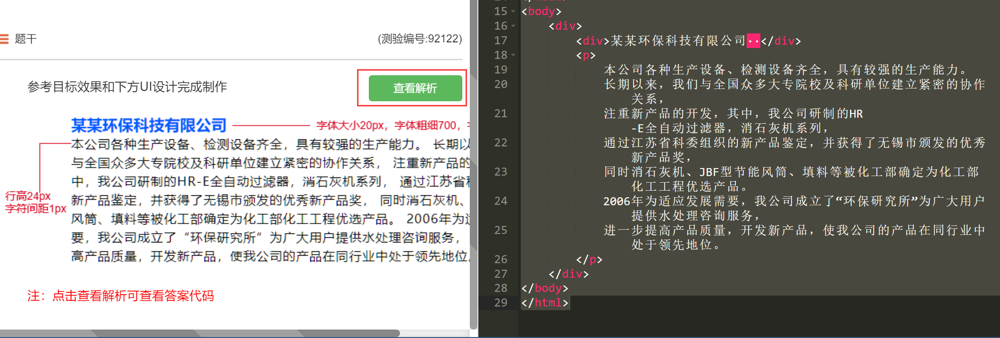 题干
(测验编号:92122)
参考目标效果和下方UI设计完成制作
查看解析
某某环保科技有限公司
字体大小20px，字体粗细700，
本公司各种生产设备、检测设备齐全，具有较强的生产能力。 长期以
与全国众多大专院校及科研单位建立紧密的协作关系， 注重新产品的
中，我公司研制的HR-E全自动过滤器，消石灰机系列， 通过江苏省科
新产品鉴定，并获得了无锡市颁发的优秀新产品奖， 同时消石灰机、
风筒、填料等被化工部确定为化工部化工工程优选产品。 2006年为适
要，我公司成立了“环保研究所”为广大用户提供水处理咨询服务，
高产品质量，开发新产品，使我公司的产品在同行业中处于领先地位。
行高24px
字符间距1px
注：点击查看解析可查看答案代码
15 <body>
16 <div>
17 <div>某某环保科技有限公司··</div>
18 <p>
19 本公司各种生产设备、检测设备齐全，具有较强的生产能力。
20 长期以来，我们与全国众多大专院校及科研单位建立紧密的协作
关系，
21 注重新产品的开发，其中，我公司研制的HR
-E全自动过滤器，消石灰机系列，
22 通过江苏省科委组织的新产品鉴定，并获得了无锡市颁发的优秀
新产品奖，
23 同时消石灰机、JBF型节能风筒、填料等被化工部确定为化工部
化工工程优选产品。
24 2006年为适应发展需要，我公司成立了“环保研究所”为广大用户
提供水处理咨询服务，
25 进一步提高产品质量，开发新产品，使我公司的产品在同行业中
处于领先地位。
26 </p>
27 </div>
28 </body>
29 </html>